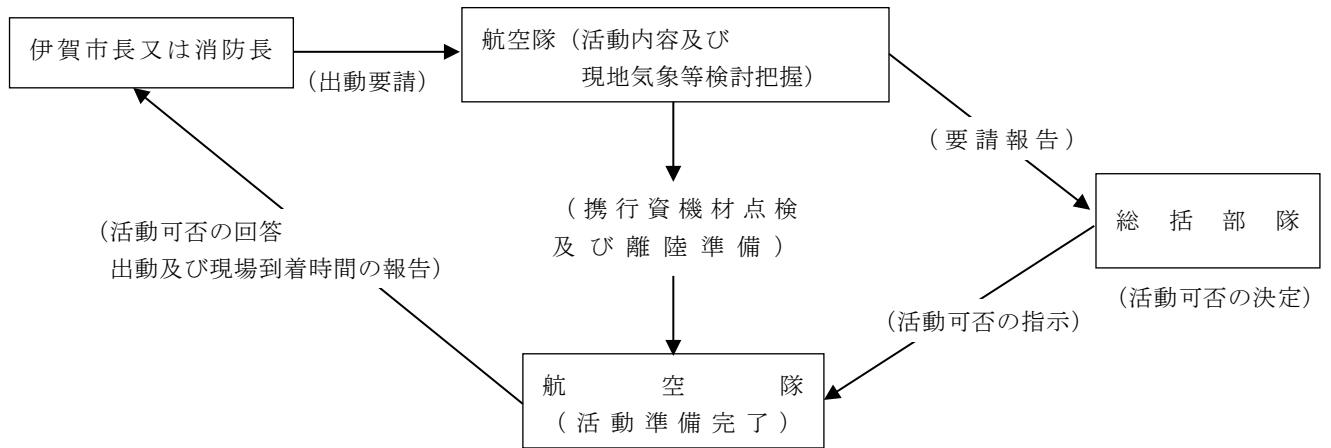 伊賀市長又は消防長
(出動要請)
航空隊(活動内容及び
現地気象等検討把握)
(要請報告)
(携行資機材点検
及び離陸準備)
総括部隊
(活動可否の決定)
(活動可否の指示)
(活動可否の回答
出動及び現場到着時間の報告)
航空隊
(活動準備完了)